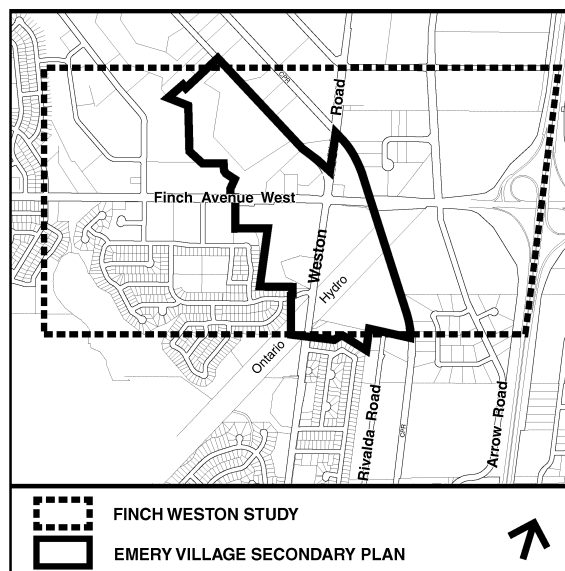 CPR
Road
Finch Avenue West
Weston
Hydro
Ontario
Rivalda Road
CPR
Arrow Road
FINCH WESTON STUDY
EMERY VILLAGE SECONDARY PLAN